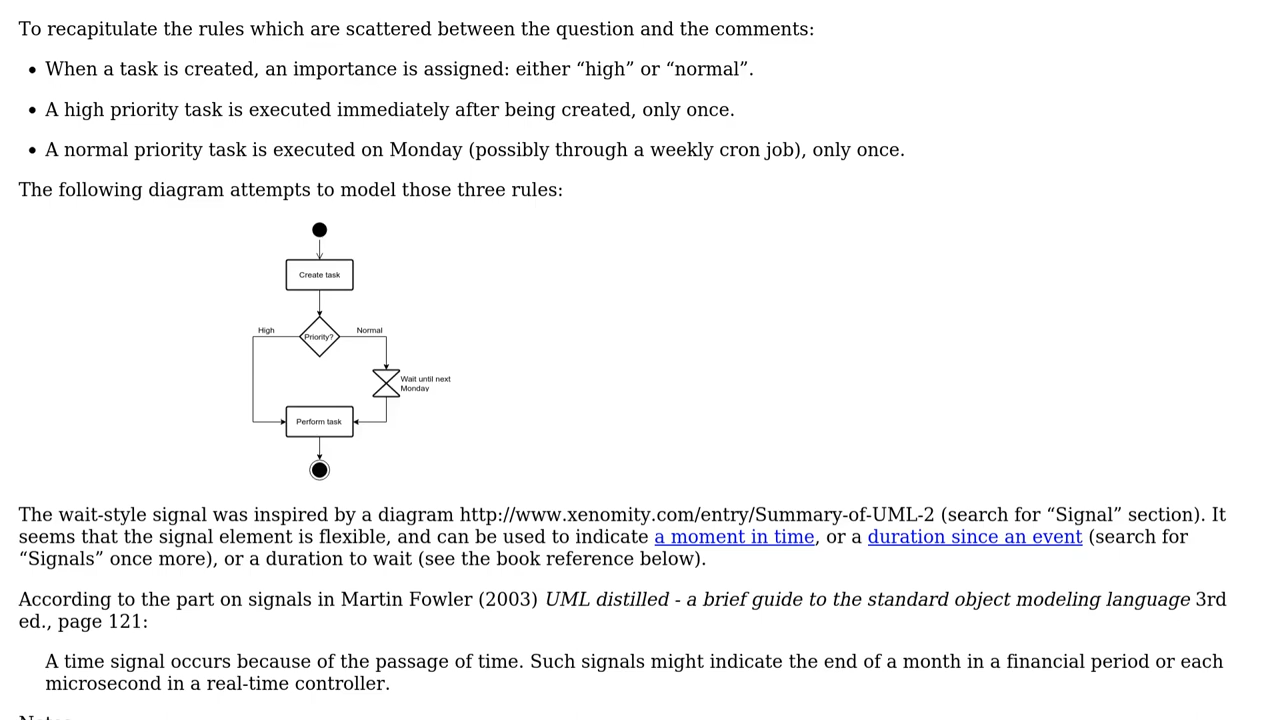 To recapitulate the rules which are scattered between the question and the comments:
• When a task is created, an importance is assigned: either “high” or “normal”.
• A high priority task is executed immediately after being created, only once.
• A normal priority task is executed on Monday (possibly through a weekly cron job), only once.
The following diagram attempts to model those three rules:
Create task
High
Priority?
Normal
Wait until next
Monday
Perform task
The wait-style signal was inspired by a diagram http://www.xenomity.com/entry/Summary-of-UML-2 (search for “Signal” section). It
seems that the signal element is flexible, and can be used to indicate a moment in time, or a duration since an event (search for
“Signals” once more), or a duration to wait (see the book reference below).
According to the part on signals in Martin Fowler (2003) UML distilled - a brief guide to the standard object modeling language 3rd
ed., page 121:
A time signal occurs because of the passage of time. Such signals might indicate the end of a month in a financial period or each
microsecond in a real-time controller.